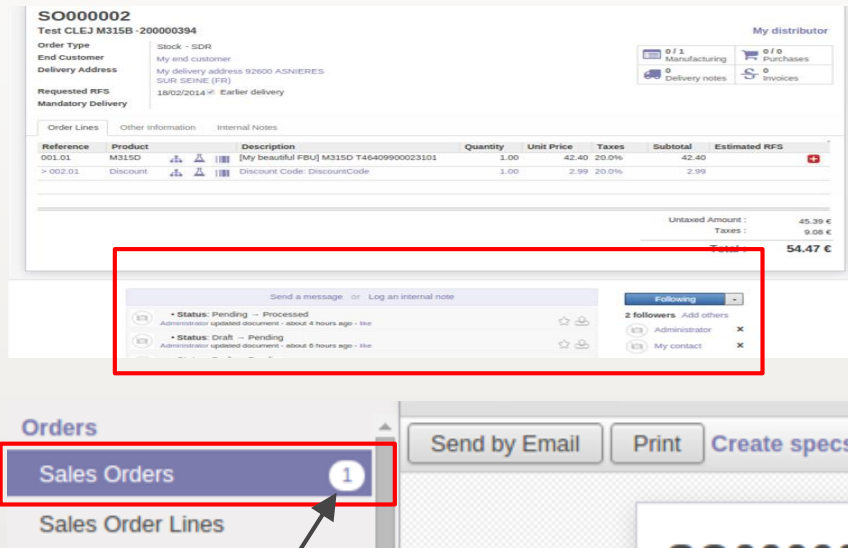 SO000002
Test CLEJ M315B -200000394
My distributor
Order Type Stock - SDR
End Customer My end customer
Delivery Address My delivery address 92600 ASNIERES
SUR SEINE (FR)
Requested RFS 18/02/2014 Earlier delivery
Mandatory Delivery
0 / 1 Manufacturing
0 / 0 Purchases
0 Delivery notes
0 Invoices
Order Lines Other Information Internal Notes
Reference Product Description Quantity Unit Price Taxes Subtotal Estimated RFS
001.01 M315D [My beautiful FBU] M315D T46409900023101 1.00 42.40 20.0% 42.40
> 002.01 Discount Discount Code: DiscountCode 1.00 2.99 20.0% 2.99
Untaxed Amount : 45.39 €
Taxes : 9.08 €
Total : 54.47 €
Send a message or Log an internal note
• Status: Pending → Processed
Administrator updated document - about 4 hours ago - like
• Status: Draft → Pending
Administrator updated document - about 6 hours ago - like
Following
2 followers Add others
Administrator ×
My contact ×
Orders
Sales Orders 1
Sales Order Lines
Send by Email Print Create specs